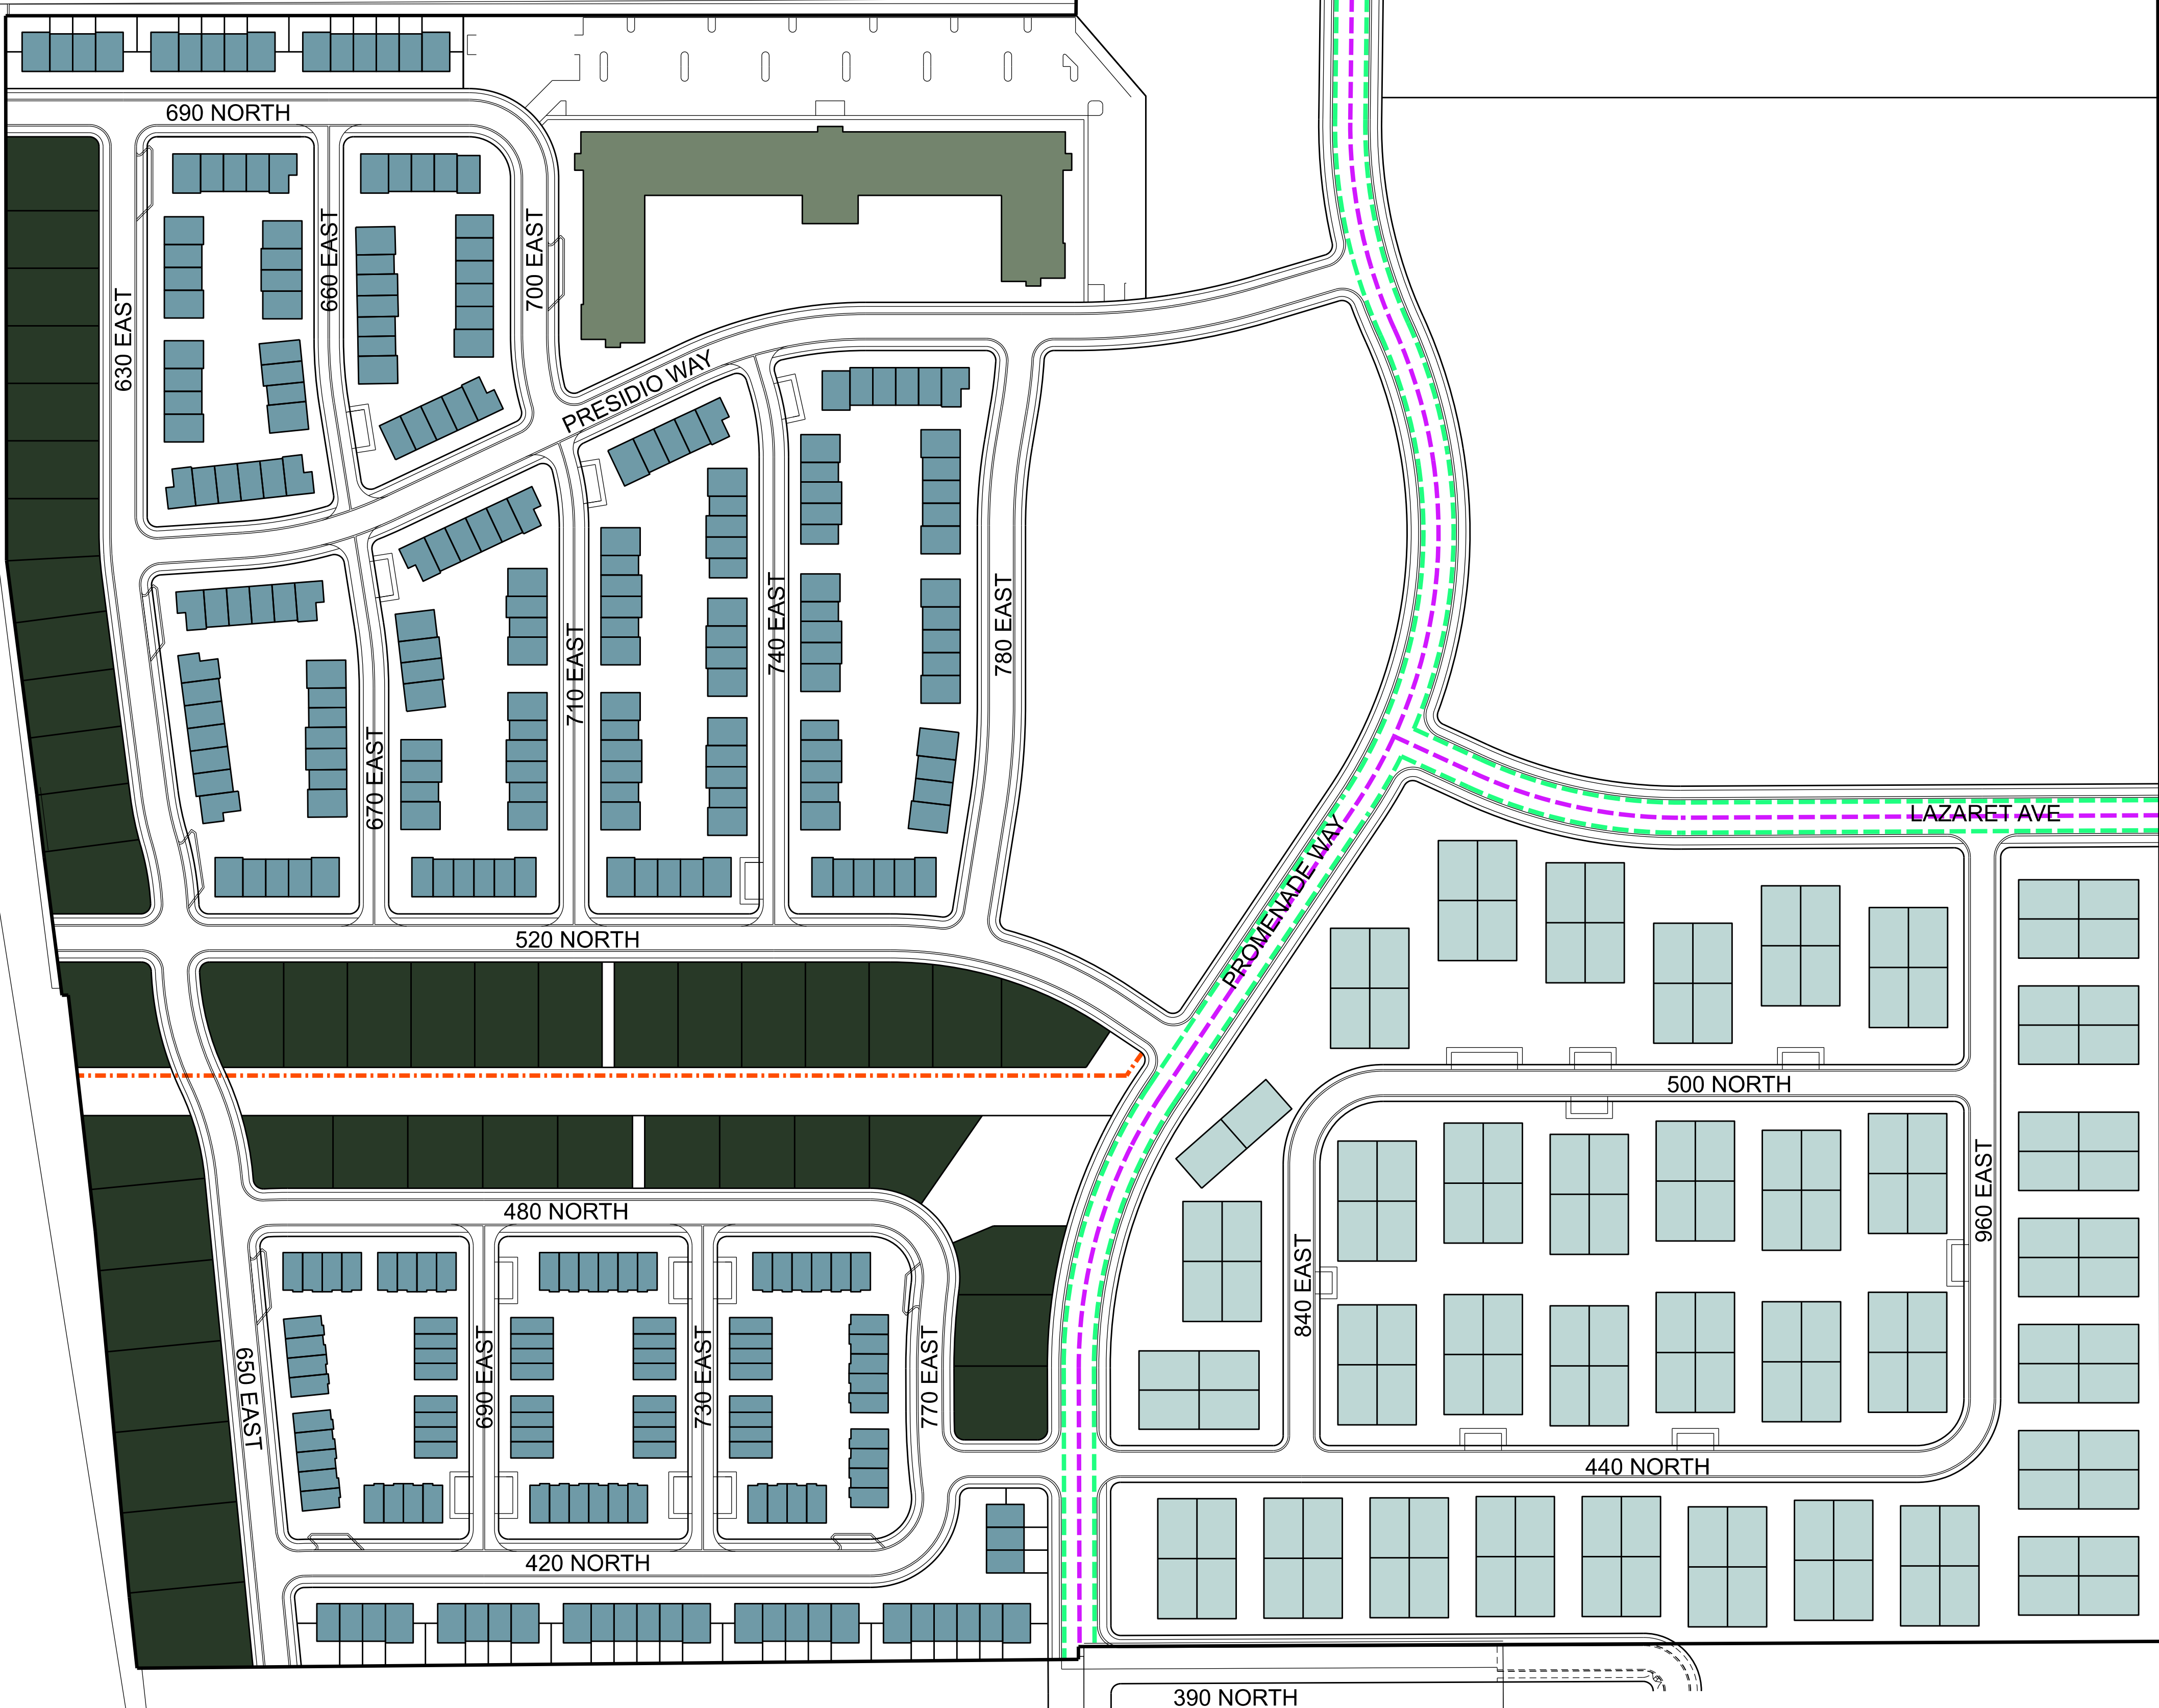 690 NORTH
660 EAST
700 EAST
630 EAST
PRESIDIO WAY
740 EAST
780 EAST
710 EAST
670 EAST
LAZARET AVE
PROMENADE WAY
520 NORTH
500 NORTH
960 EAST
480 NORTH
840 EAST
650 EAST
690 EAST
730 EAST
770 EAST
440 NORTH
420 NORTH
390 NORTH